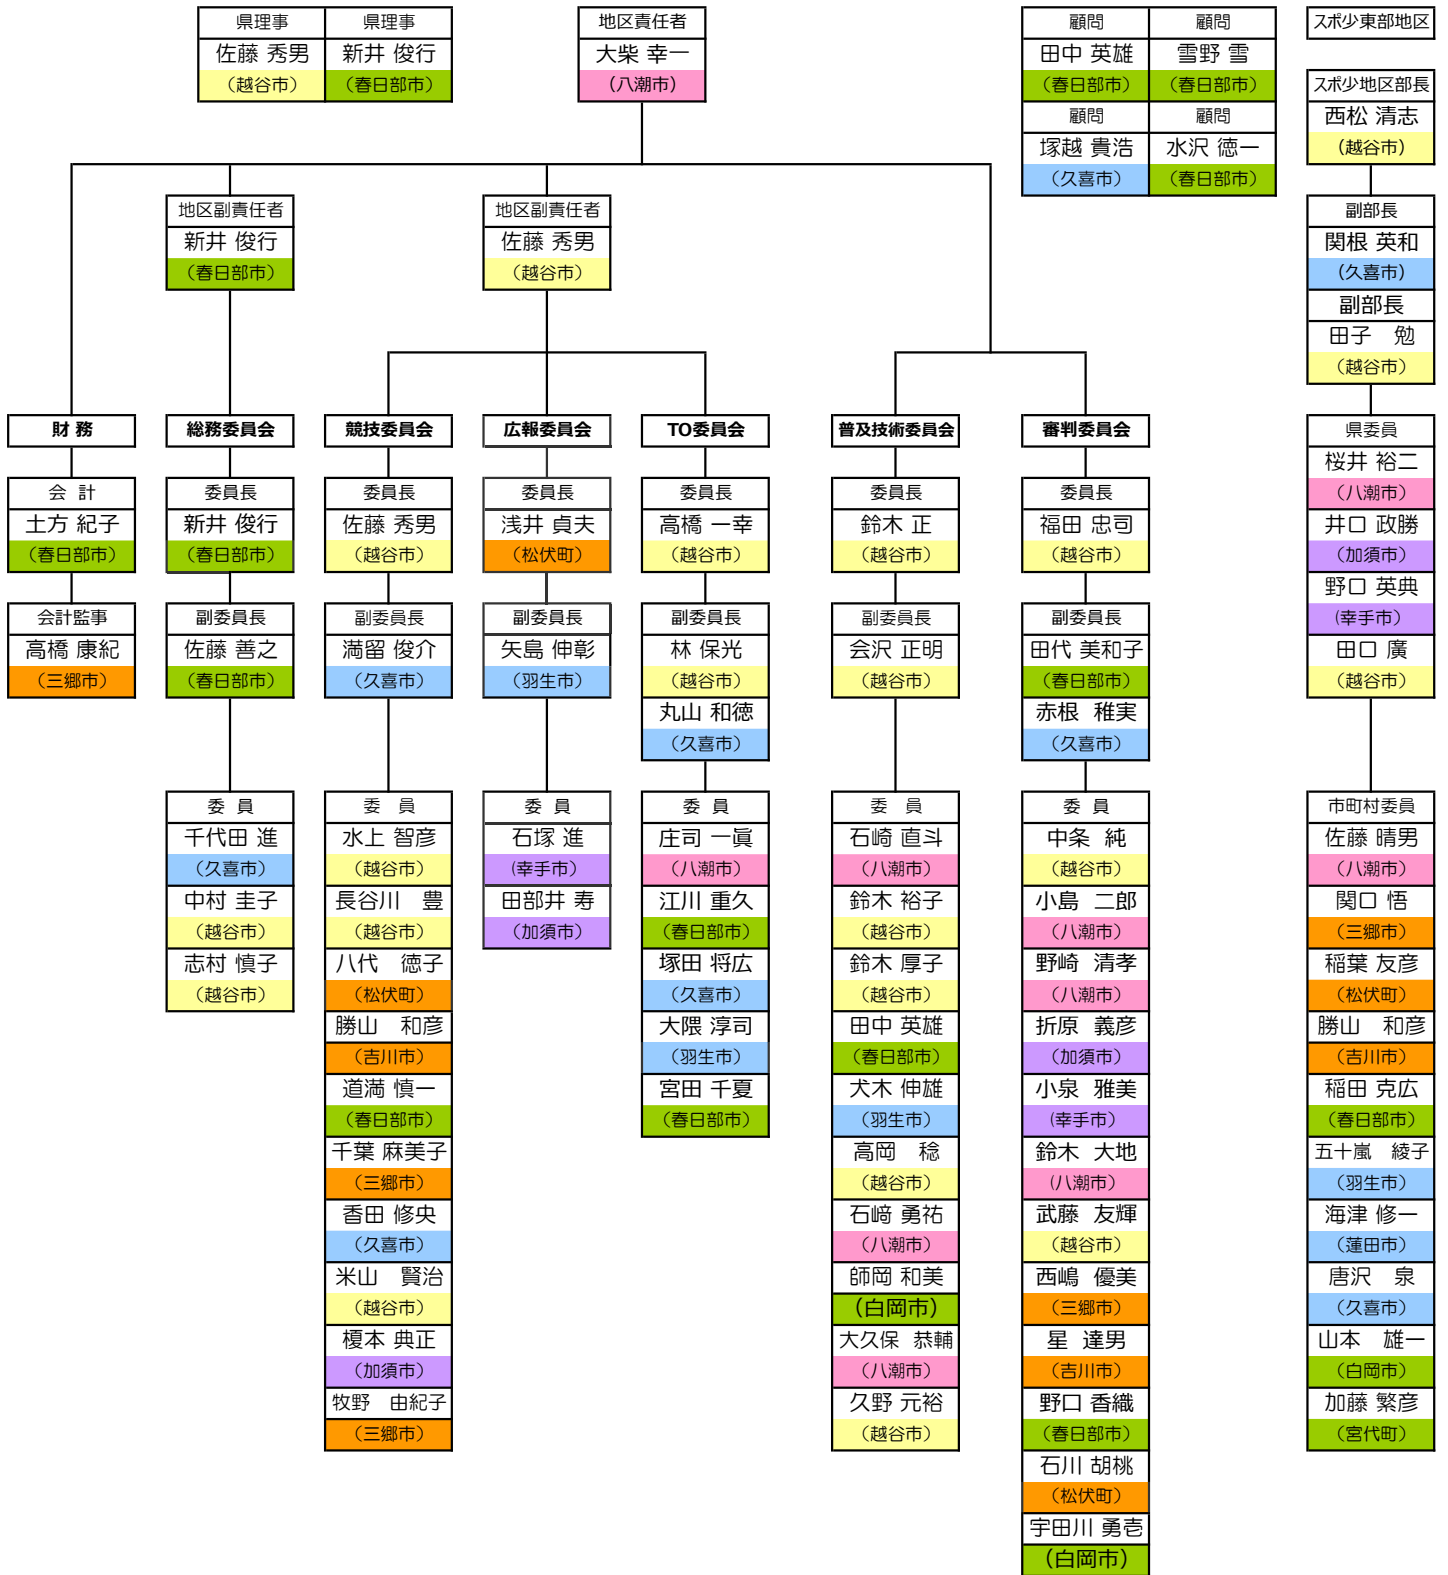 県理事 県理事
佐藤 秀男 新井 俊行
（越谷市） （春日部市）
地区責任者
大柴 幸一
（八潮市）
顧問 顧問
田中 英雄 雪野 雪
（春日部市） （春日部市）
顧問 顧問
塚越 貴浩 水沢 徳一
（久喜市） （春日部市）
スポ少東部地区
スポ少地区部長
西松 清志
（越谷市）
副部長
関根 英和
（久喜市）
副部長
田子　勉
（越谷市）
地区副責任者
新井 俊行
（春日部市）
地区副責任者
佐藤 秀男
（越谷市）
財 務
会 計
土方 紀子
（春日部市）
会計監事
高橋 康紀
（三郷市）
総務委員会
委員長
新井 俊行
（春日部市）
副委員長
佐藤 善之
（春日部市）
委 員
千代田 進
（久喜市）
中村 圭子
（越谷市）
志村 慎子
（越谷市）
競技委員会
委員長
佐藤 秀男
（越谷市）
副委員長
満留 俊介
（久喜市）
委 員
水上 智彦
（越谷市）
長谷川　豊
（越谷市）
八代　徳子
（松伏町）
勝山　和彦
（吉川市）
道満 慎一
（春日部市）
千葉 麻美子
（三郷市）
香田 修央
（久喜市）
米山　賢治
（越谷市）
榎本 典正
（加須市）
牧野　由紀子
（三郷市）
広報委員会
委員長
浅井 貞夫
（松伏町）
副委員長
矢島 伸彰
（羽生市）
委 員
石塚 進
（幸手市）
田部井 寿
（加須市）
TO委員会
委員長
高橋 一幸
（越谷市）
副委員長
林 保光
（越谷市）
丸山 和徳
（久喜市）
委 員
庄司 一眞
（八潮市）
江川 重久
（春日部市）
塚田 将広
（久喜市）
大隈 淳司
（羽生市）
宮田 千夏
（春日部市）
普及技術委員会
委員長
鈴木 正
（越谷市）
副委員長
会沢 正明
（越谷市）
委 員
石崎 直斗
（八潮市）
鈴木 裕子
（越谷市）
鈴木 厚子
（越谷市）
田中 英雄
（春日部市）
犬木 伸雄
（羽生市）
高岡　稔
（越谷市）
石﨑 勇祐
（八潮市）
師岡 和美
（白岡市）
大久保 恭輔
（八潮市）
久野 元裕
（越谷市）
審判委員会
委員長
福田 忠司
（越谷市）
副委員長
田代 美和子
（春日部市）
赤根 稚実
（久喜市）
委 員
中条 純
（越谷市）
小島 二郎
（八潮市）
野崎 清孝
（八潮市）
折原 義彦
（加須市）
小泉 雅美
（幸手市）
鈴木 大地
（八潮市）
武藤 友輝
（越谷市）
西嶋 優美
（三郷市）
星 達男
（吉川市）
野口 香織
（春日部市）
石川 胡桃
（松伏町）
宇田川 勇壱
（白岡市）
県委員
桜井 裕二
（八潮市）
井口 政勝
（加須市）
野口 英典
（幸手市）
田口 廣
（越谷市）
市町村委員
佐藤 晴男
（八潮市）
関口 悟
（三郷市）
稲葉 友彦
（松伏町）
勝山　和彦
（吉川市）
稲田 克広
（春日部市）
五十嵐　綾子
（羽生市）
海津 修一
（蓮田市）
唐沢　泉
（久喜市）
山本　雄一
（白岡市）
加藤 繁彦
（宮代町）